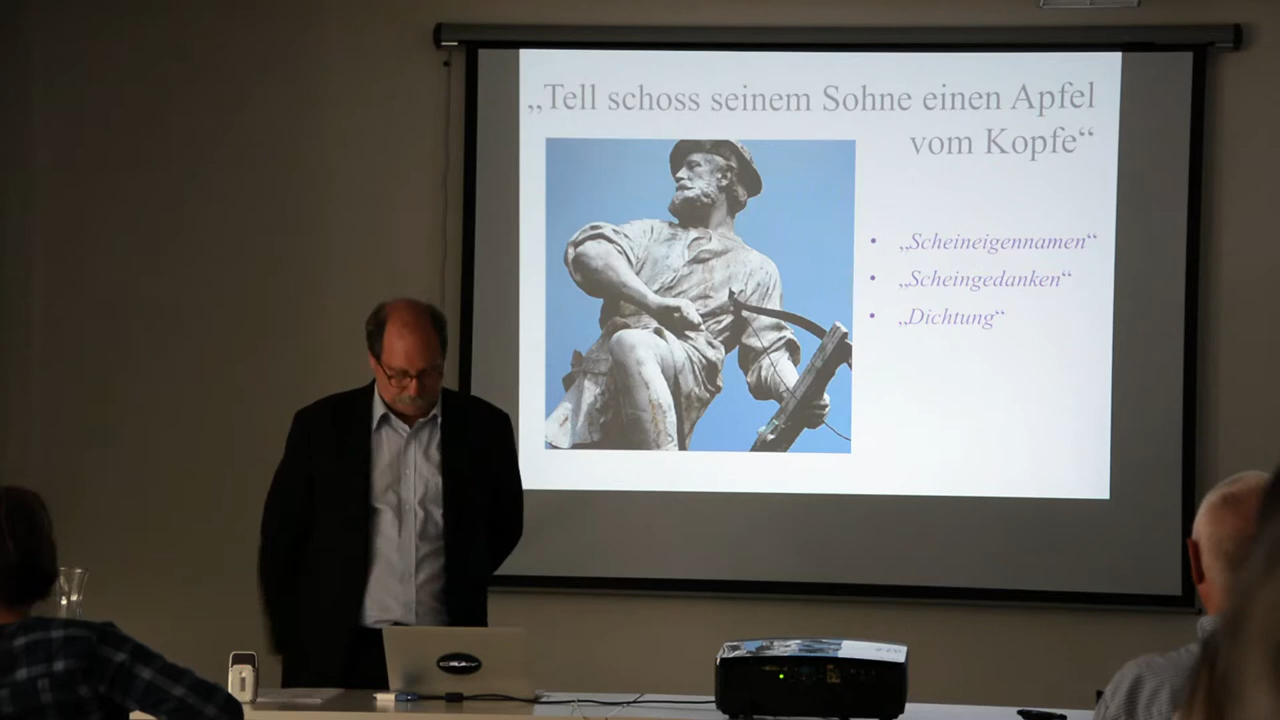 „Tell schoss seinem Sohne einen Apfel
vom Kopfe“
• „Scheineigennamen“
• „Scheingedanken“
• „Dichtung“